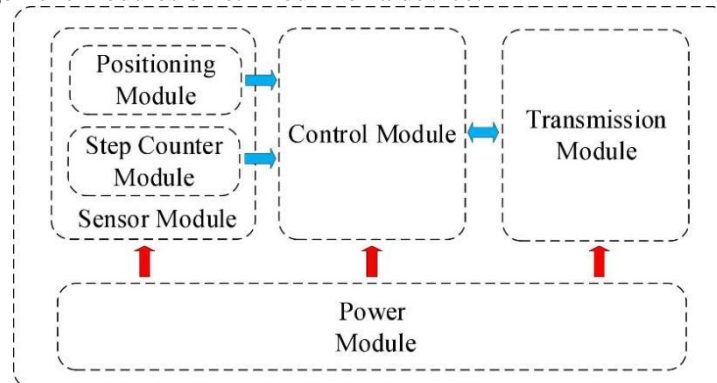 Positioning
Module
Step Counter
Module
Sensor Module
Control Module
Transmission
Module
Power
Module